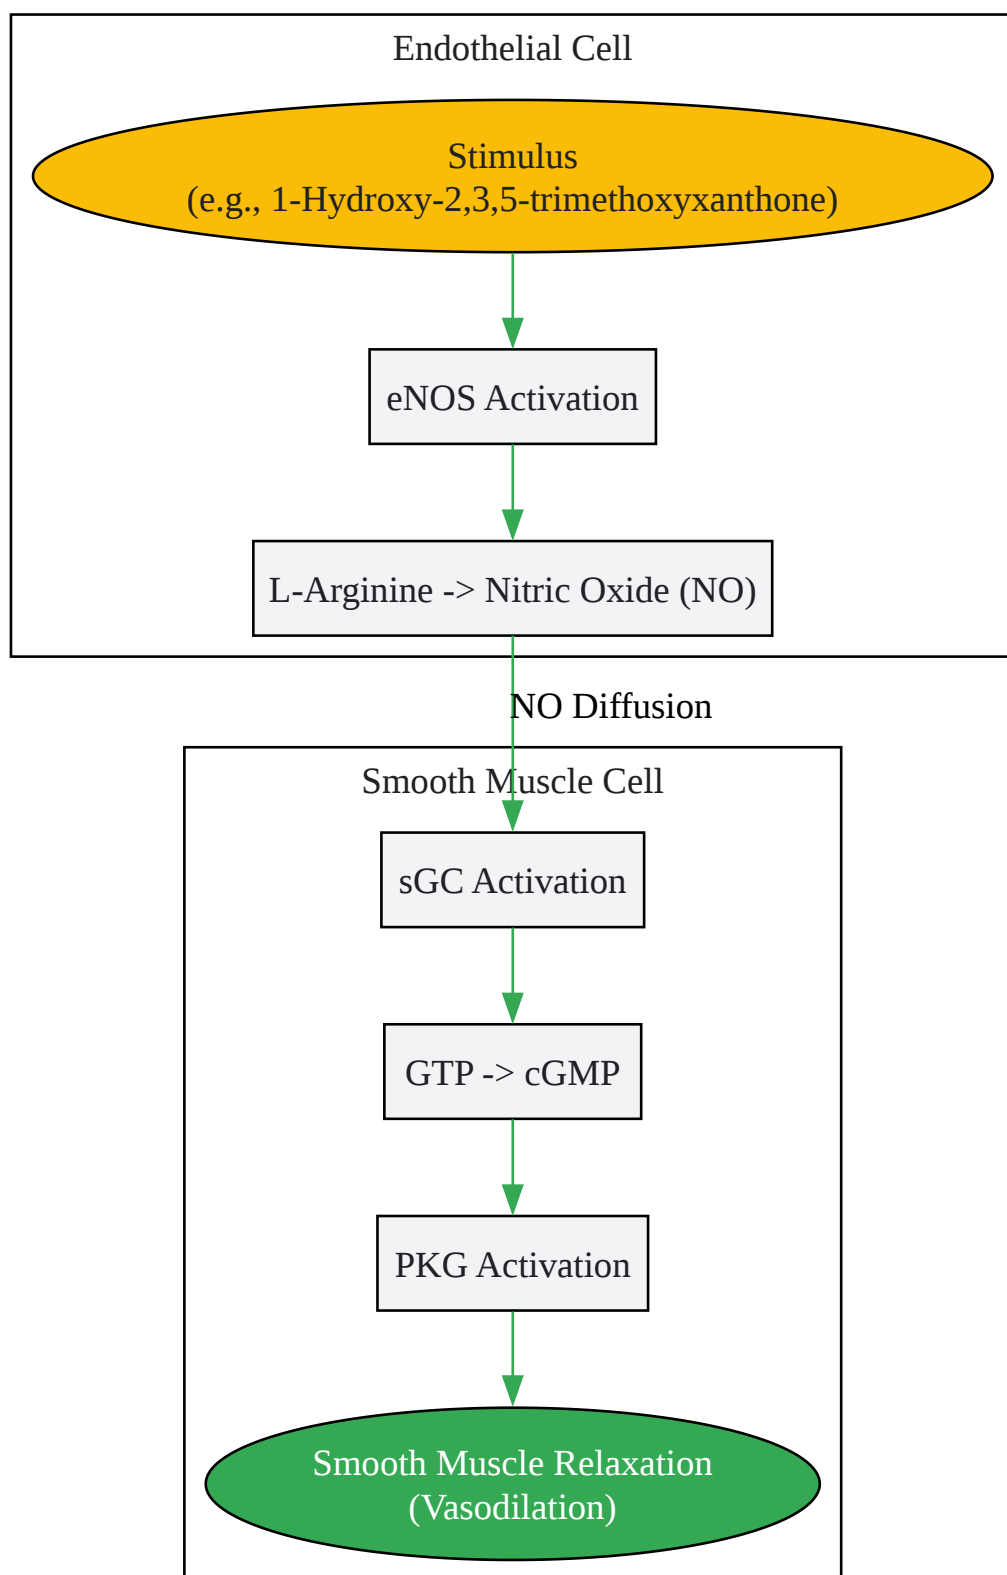 Endothelial Cell
Stimulus
(e.g., 1-Hydroxy-2,3,5-trimethoxyxanthone)
eNOS Activation
L-Arginine -> Nitric Oxide (NO)
NO Diffusion
Smooth Muscle Cell
sGC Activation
GTP -> cGMP
PKG Activation
Smooth Muscle Relaxation
(Vasodilation)